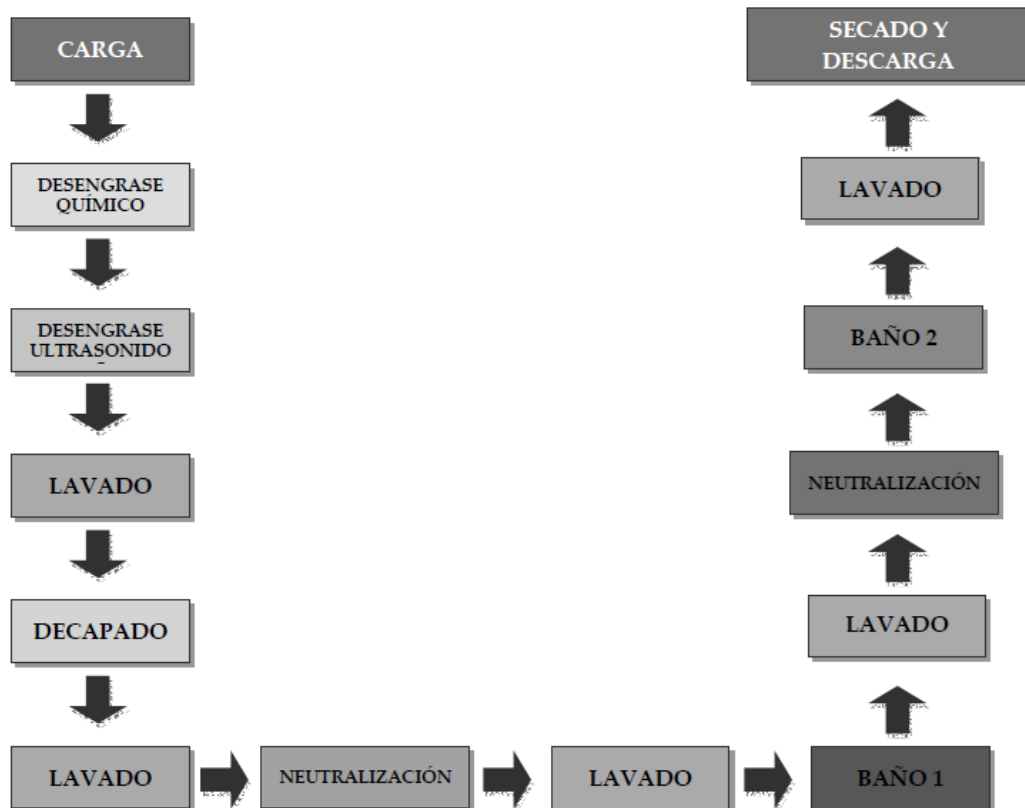 CARGA
DESENGRASE
QUÍMICO
DESENGRASE
ULTRASONIDO
LAVADO
DECAPADO
LAVADO
NEUTRALIZACIÓN
LAVADO
BAÑO 1
LAVADO
NEUTRALIZACIÓN
BAÑO 2
LAVADO
SECADO Y
DESCARGA